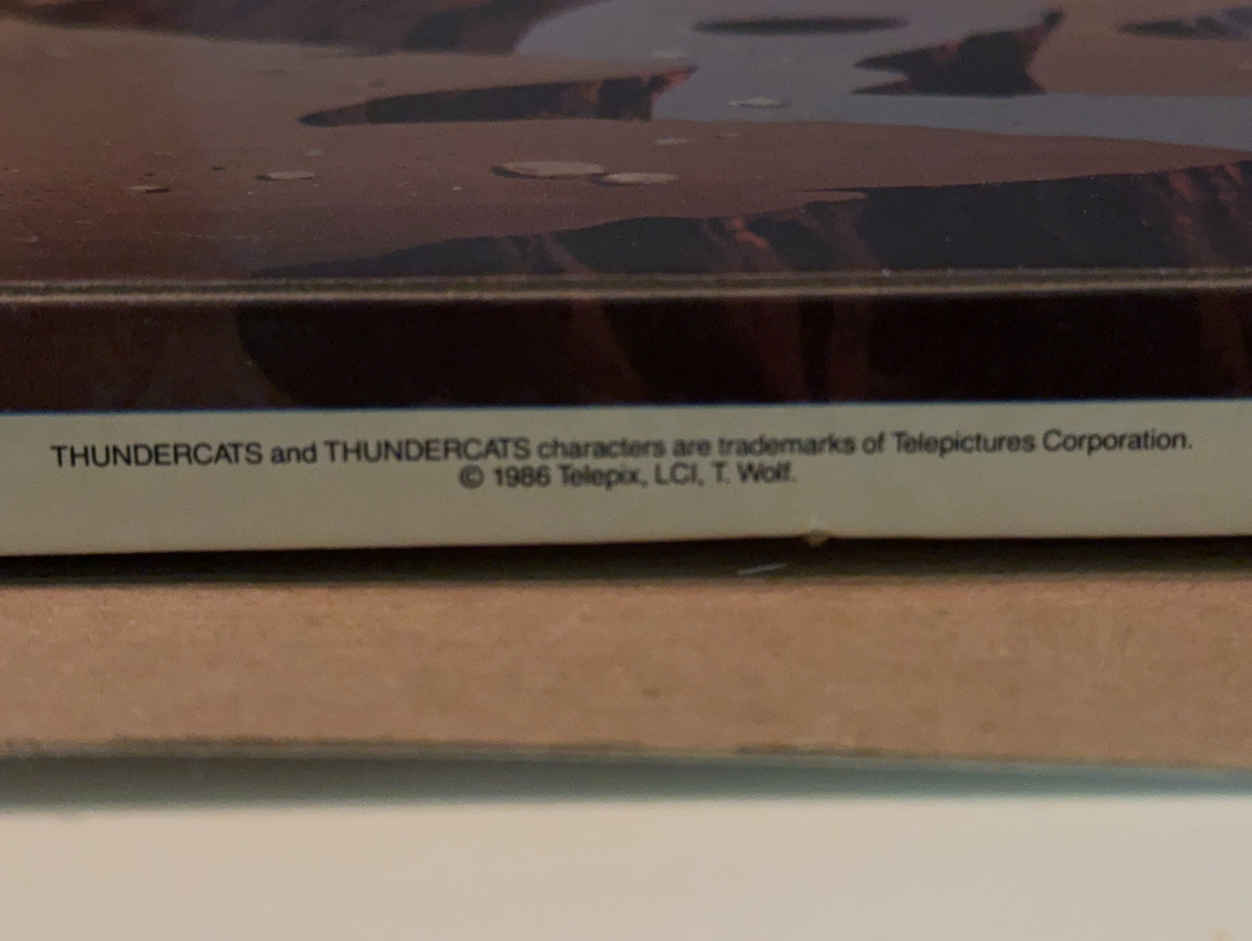 THUNDERCATS and THUNDERCATS characters are trademarks of Telepictures Corporation.
© 1986 Telepix, LCI, T. Wolf.